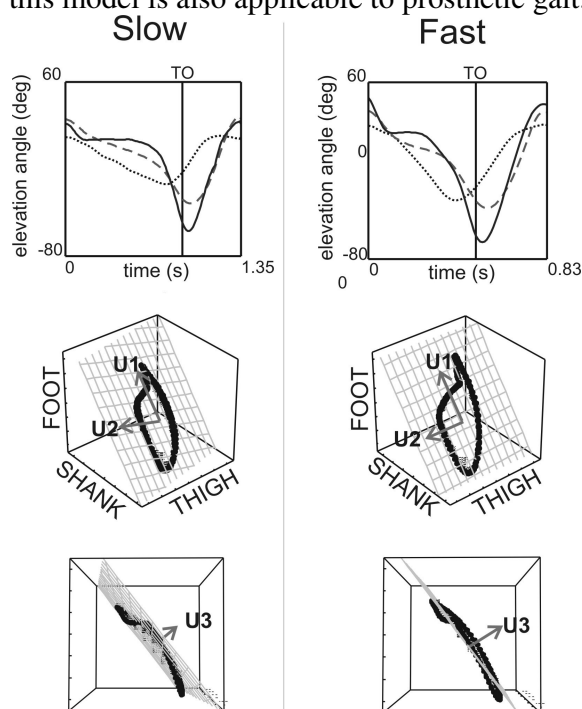 this model is also applicable to prosthetic gait.
Slow
Fast
60
TO
elevation angle (deg)
-80
0
time (s)
1.35
60
TO
elevation angle (deg)
0
-80
0
0
time (s)
0.83
U1
U2
FOOT
SHANK
THIGH
U1
U2
FOOT
SHANK
THIGH
U3
U3